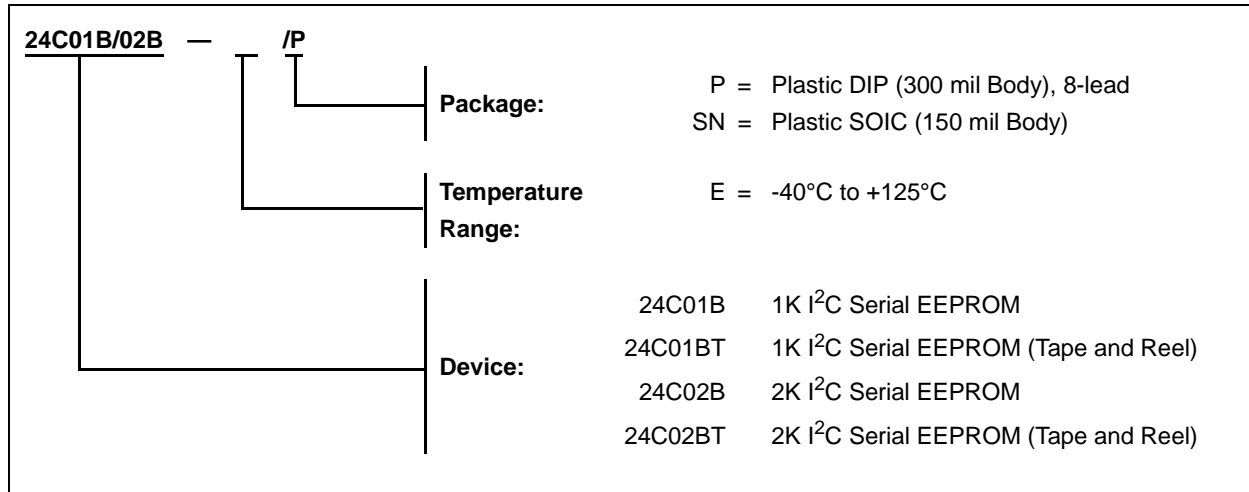 24C01B/02B — /P
Package: P = Plastic DIP (300 mil Body), 8-lead
SN = Plastic SOIC (150 mil Body)
Temperature E = -40°C to +125°C
Range:
Device:
24C01B 1K I²C Serial EEPROM
24C01BT 1K I²C Serial EEPROM (Tape and Reel)
24C02B 2K I²C Serial EEPROM
24C02BT 2K I²C Serial EEPROM (Tape and Reel)